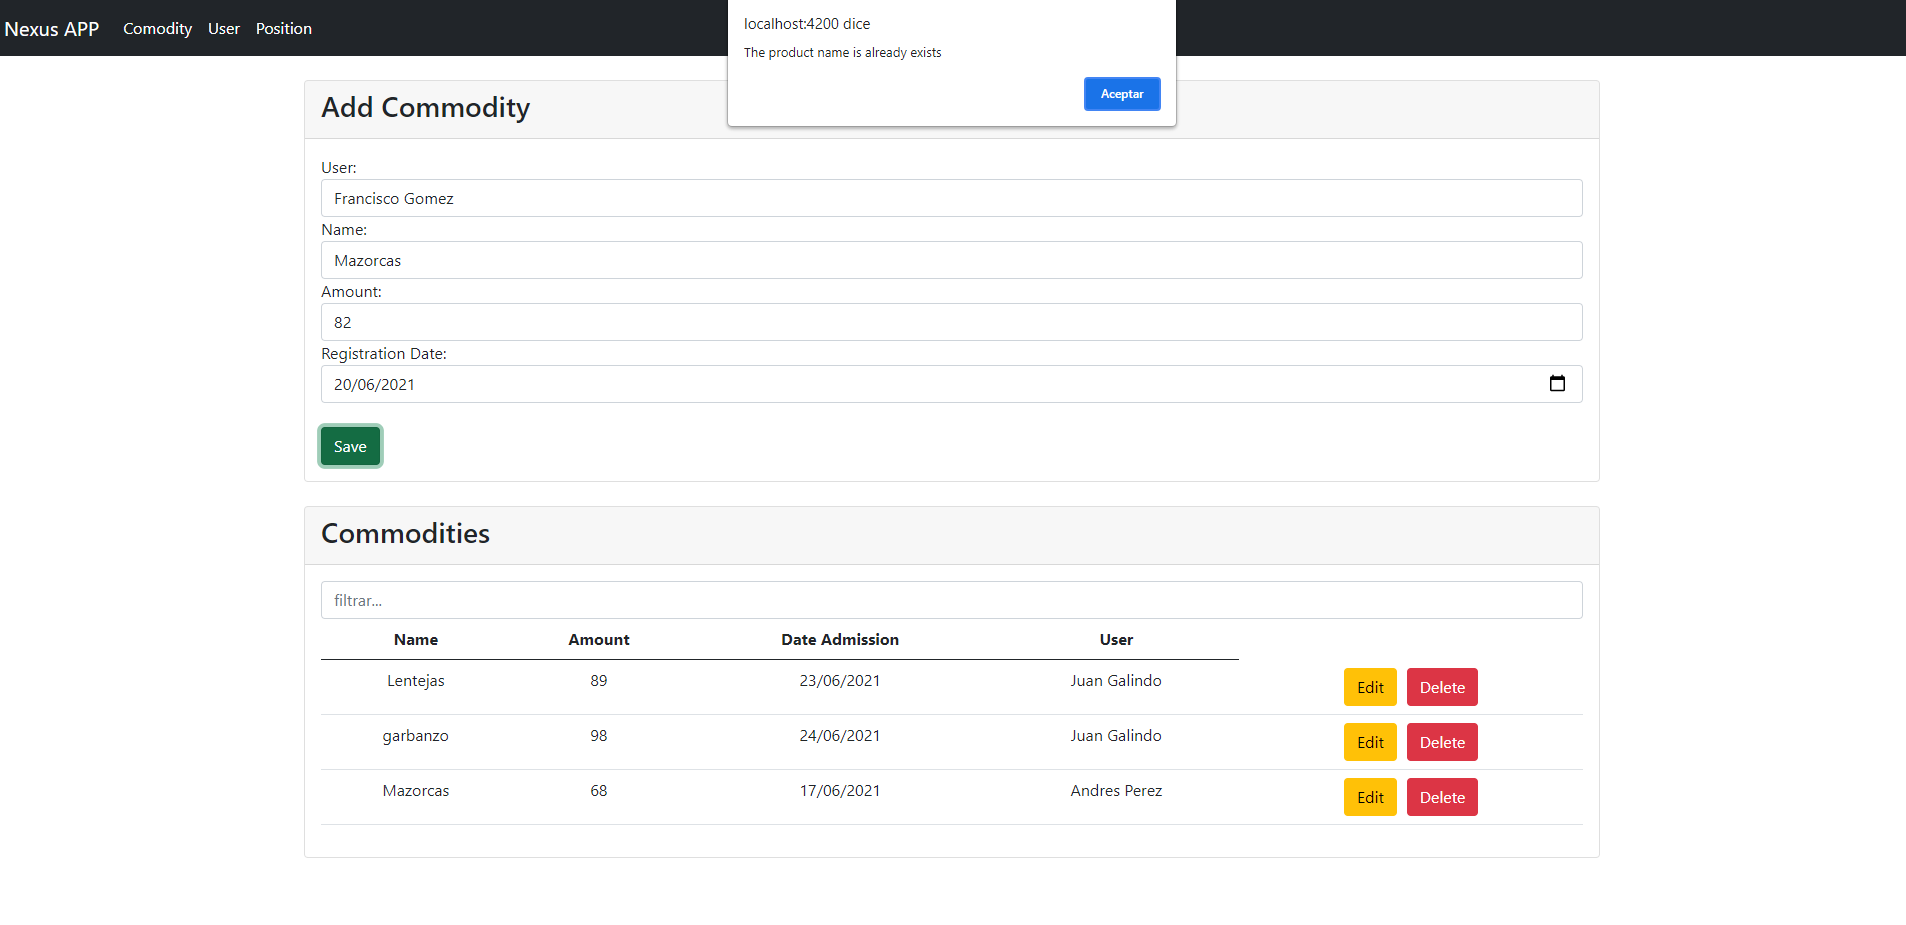 Nexus APP Comodity User Position
localhost:4200 dice
The product name is already exists
Aceptar
Add Commodity
User:
Francisco Gomez
Name:
Mazorcas
Amount:
82
Registration Date:
20/06/2021
Save
Commodities
filtrar...
Name Amount Date Admission User
Lentejas 89 23/06/2021 Juan Galindo Edit Delete
garbanzo 98 24/06/2021 Juan Galindo Edit Delete
Mazorcas 68 17/06/2021 Andres Perez Edit Delete